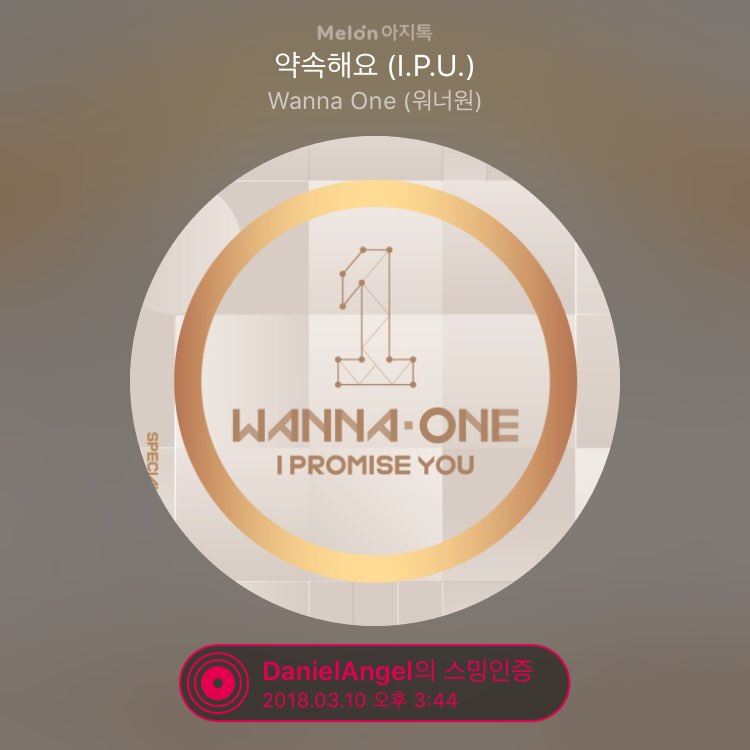 Melon 아지톡
약속해요 (I.P.U.)
Wanna One (워너원)
WANNA·ONE
I PROMISE YOU
DanielAngel의 스밍인증
2018.03.10 오후 3:44